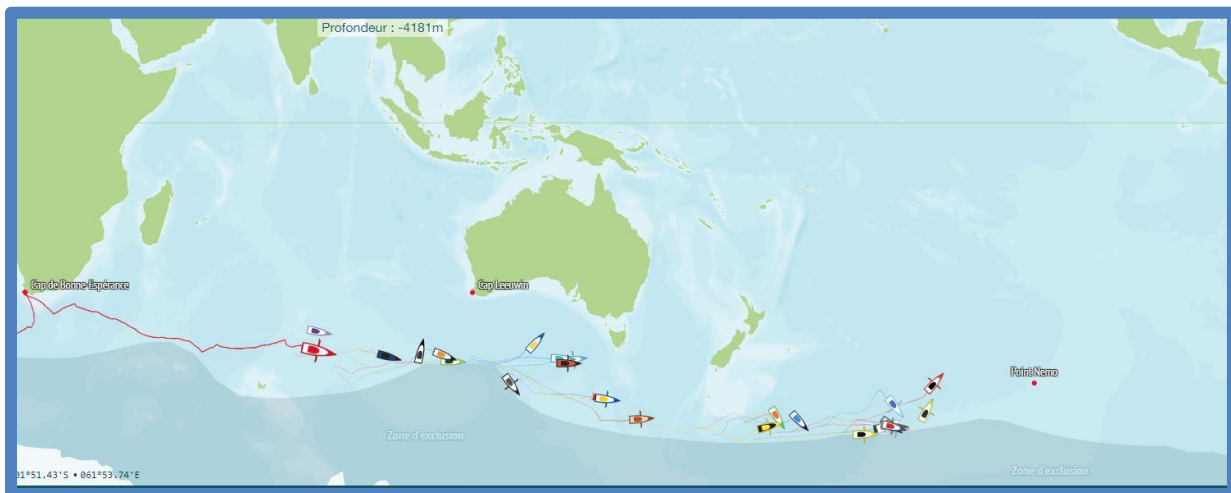 Profondeur : -4181m
Cap de Bonne-Espérance
Cap Leeuwin
Point Nemo
Zone d'exclusion
Zone d'exclusion
01°51.43'S • 061°53.74'E